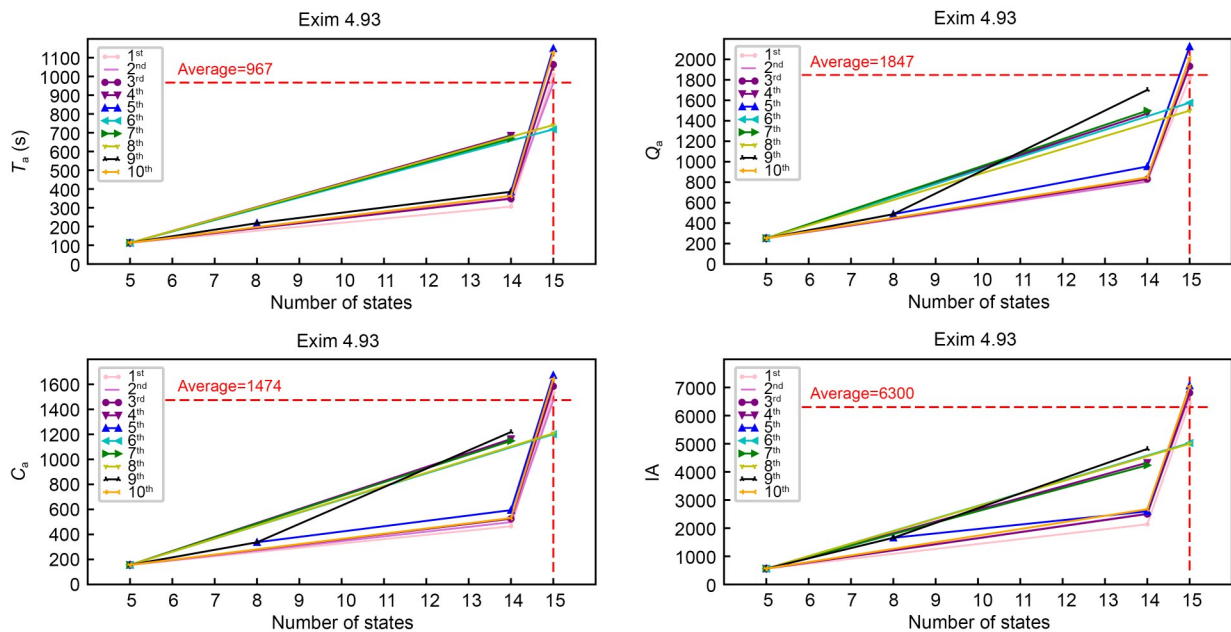 Exim 4.93
1100
1000
900
800
700
600
500
400
300
200
100
0
Tₐ (s)
1ˢᵗ
2ⁿᵈ
3ʳᵈ
4ᵗʰ
5ᵗʰ
6ᵗʰ
7ᵗʰ
8ᵗʰ
9ᵗʰ
10ᵗʰ
Average=967
5 6 7 8 9 10 11 12 13 14 15
Number of states
Exim 4.93
2000
1800
1600
1400
1200
1000
800
600
400
200
0
Qₐ
1ˢᵗ
2ⁿᵈ
3ʳᵈ
4ᵗʰ
5ᵗʰ
6ᵗʰ
7ᵗʰ
8ᵗʰ
9ᵗʰ
10ᵗʰ
Average=1847
5 6 7 8 9 10 11 12 13 14 15
Number of states
Exim 4.93
1600
1400
1200
1000
800
600
400
200
0
Cₐ
1ˢᵗ
2ⁿᵈ
3ʳᵈ
4ᵗʰ
5ᵗʰ
6ᵗʰ
7ᵗʰ
8ᵗʰ
9ᵗʰ
10ᵗʰ
Average=1474
5 6 7 8 9 10 11 12 13 14 15
Number of states
Exim 4.93
7000
6000
5000
4000
3000
2000
1000
0
IA
1ˢᵗ
2ⁿᵈ
3ʳᵈ
4ᵗʰ
5ᵗʰ
6ᵗʰ
7ᵗʰ
8ᵗʰ
9ᵗʰ
10ᵗʰ
Average=6300
5 6 7 8 9 10 11 12 13 14 15
Number of states